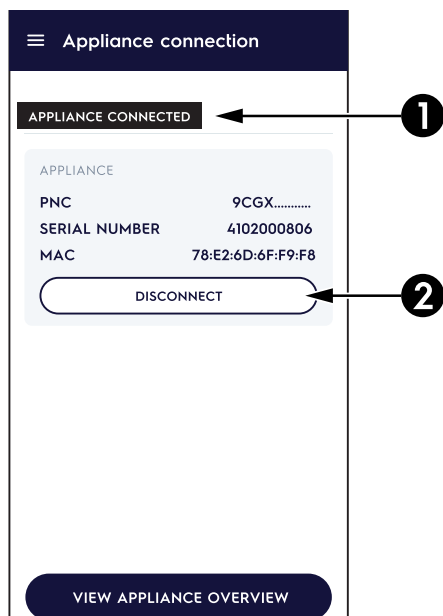 Appliance connection
APPLIANCE CONNECTED
1
APPLIANCE
PNC 9CGX...........
SERIAL NUMBER 4102000806
MAC 78:E2:6D:6F:F9:F8
DISCONNECT
2
VIEW APPLIANCE OVERVIEW